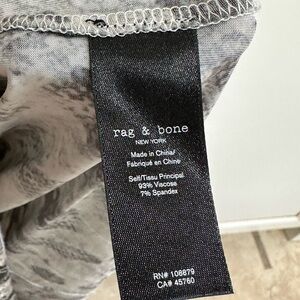 rag & bone
NEW YORK
Made in China/
Fabriqué en Chine
Self/Tissu Principal
93% Viscose
7% Spandex
RN# 108879
CA# 45760